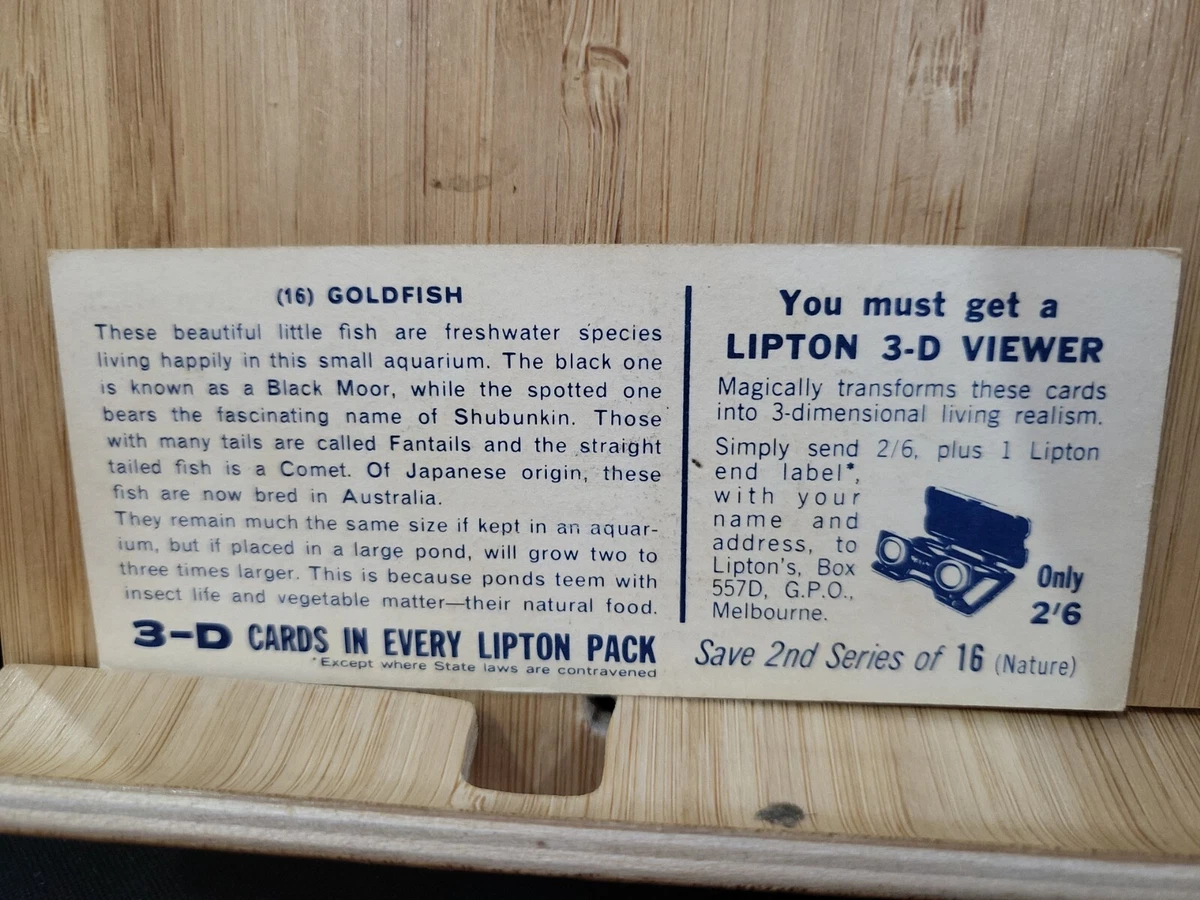 (16) GOLDFISH
These beautiful little fish are freshwater species
living happily in this small aquarium. The black one
is known as a Black Moor, while the spotted one
bears the fascinating name of Shubunkin. Those
with many tails are called Fantails and the straight
tailed fish is a Comet. Of Japanese origin, these
fish are now bred in Australia.
They remain much the same size if kept in an aquar-
ium, but if placed in a large pond, will grow two to
three times larger. This is because ponds teem with
insect life and vegetable matter—their natural food.
3-D CARDS IN EVERY LIPTON PACK
*Except where State laws are contravened
You must get a
LIPTON 3-D VIEWER
Magically transforms these cards
into 3-dimensional living realism.
Simply send 2/6, plus 1 Lipton
end label*,
with your
name and
address, to
Lipton's, Box
557D, G.P.O.,
Melbourne.
Only
2'6
Save 2nd Series of 16 (Nature)